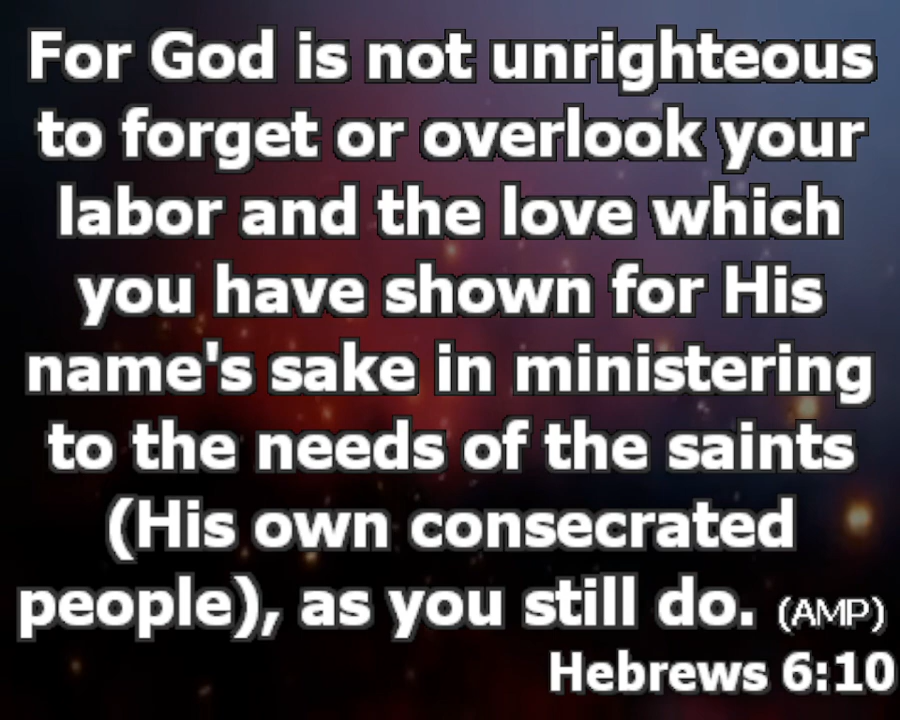 For God is not unrighteous
to forget or overlook your
labor and the love which
you have shown for His
name's sake in ministering
to the needs of the saints
(His own consecrated
people), as you still do. (AMP)
Hebrews 6:10